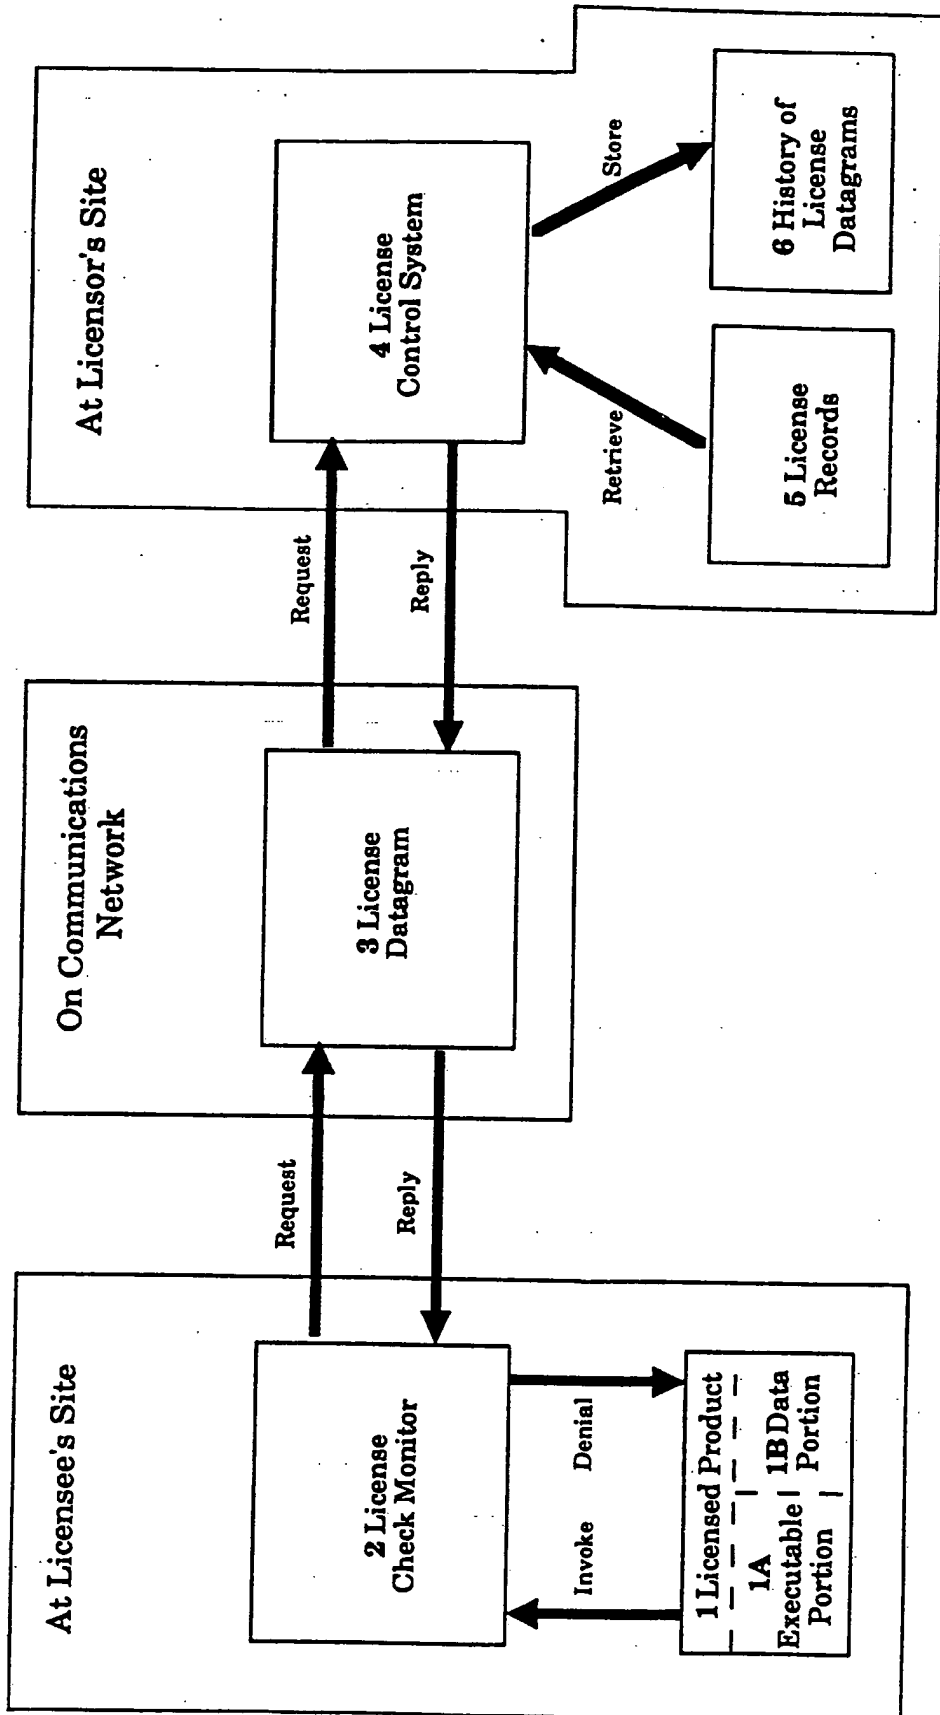 At Licensee's Site
2 License
Check Monitor
Invoke
Denial
1 Licensed Product
1A
Executable
Portion
1B Data
Portion
Request
Reply
On Communications
Network
3 License
Datagram
Request
Reply
At Licensor's Site
4 License
Control System
Retrieve
Store
5 License
Records
6 History of
License
Datagrams